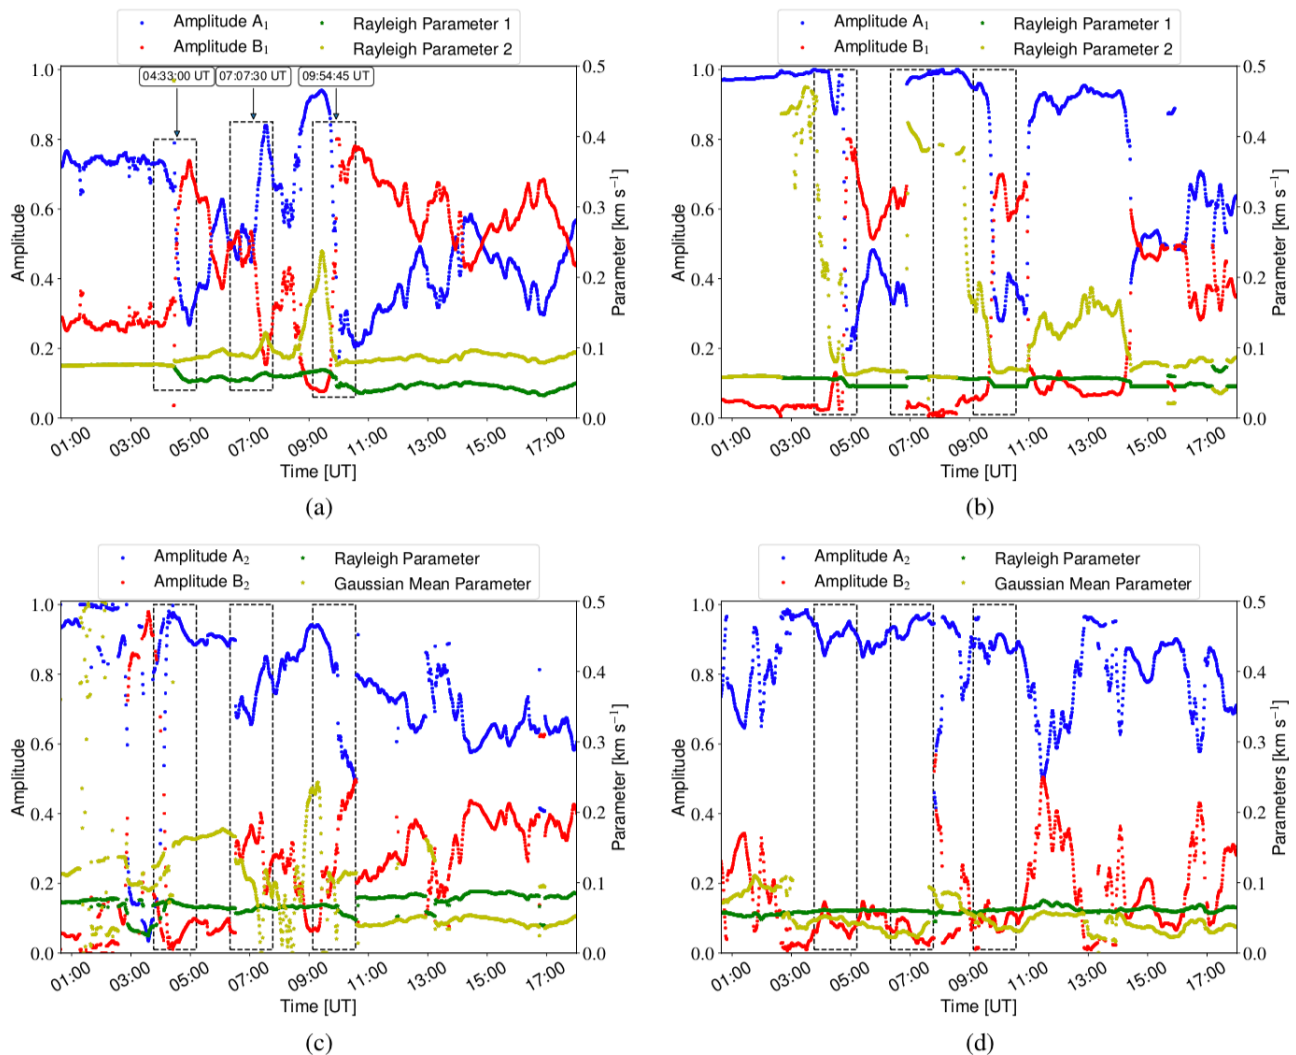 Amplitude A₁
Amplitude B₁
Rayleigh Parameter 1
Rayleigh Parameter 2
04:33:00 UT
07:07:30 UT
09:54:45 UT
1.0
0.8
0.6
0.4
0.2
0.0
Amplitude
0.5
0.4
0.3
0.2
0.1
0.0
Parameter [km s⁻¹]
01:00
03:00
05:00
07:00
09:00
11:00
13:00
15:00
17:00
Time [UT]
(a)
Amplitude A₁
Amplitude B₁
Rayleigh Parameter 1
Rayleigh Parameter 2
1.0
0.8
0.6
0.4
0.2
0.0
Amplitude
0.5
0.4
0.3
0.2
0.1
0.0
Parameter [km s⁻¹]
01:00
03:00
05:00
07:00
09:00
11:00
13:00
15:00
17:00
Time [UT]
(b)
Amplitude A₂
Amplitude B₂
Rayleigh Parameter
Gaussian Mean Parameter
1.0
0.8
0.6
0.4
0.2
0.0
Amplitude
0.5
0.4
0.3
0.2
0.1
0.0
Parameter [km s⁻¹]
01:00
03:00
05:00
07:00
09:00
11:00
13:00
15:00
17:00
Time [UT]
(c)
Amplitude A₂
Amplitude B₂
Rayleigh Parameter
Gaussian Mean Parameter
1.0
0.8
0.6
0.4
0.2
0.0
Amplitude
0.5
0.4
0.3
0.2
0.1
0.0
Parameters [km s⁻¹]
01:00
03:00
05:00
07:00
09:00
11:00
13:00
15:00
17:00
Time [UT]
(d)